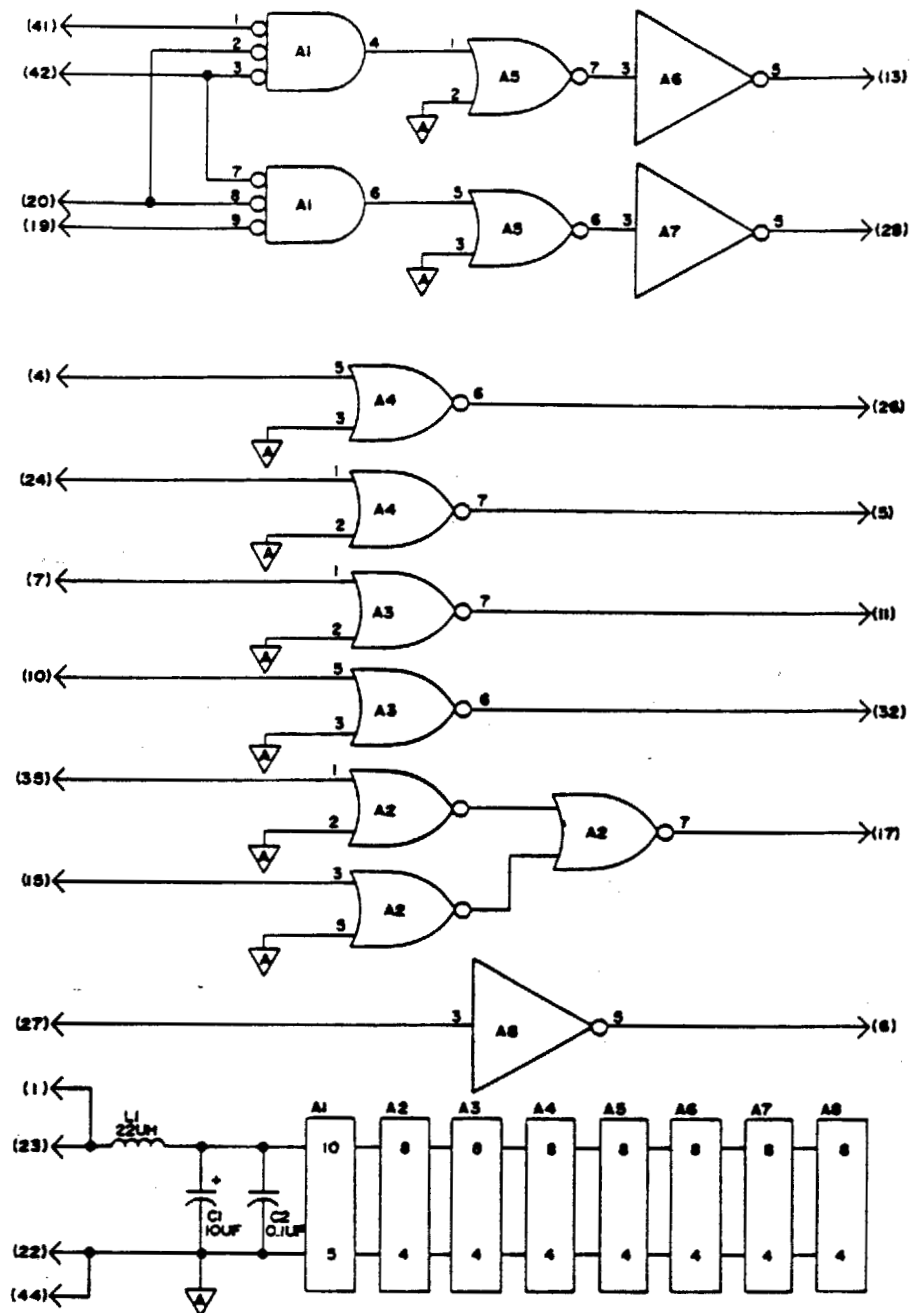 (41) 1 4 1 7 3 5 (13)
2 A1 A5 A6
(42) 3 2
A
7
(20) 8 A1 6 5 6 3 5 (28)
(19) 9 A5 A7
3
A
(4) 5 A4 6 (26)
3
A
(24) 1 A4 7 (5)
2
A
(7) 1 A3 7 (11)
2
A
(10) 5 A3 6 (32)
3
A
(35) 1 A2 A2 7 (17)
2
A
(15) 3 A2
5
A
(27) 3 A8 5 (6)
(1)
L1
22UH
(23)
A1 A2 A3 A4 A5 A6 A7 A8
10 8 8 8 8 8 8 8
+
C1
10UF
C2
0.1UF
(22) 5 4 4 4 4 4 4 4
(44)
A